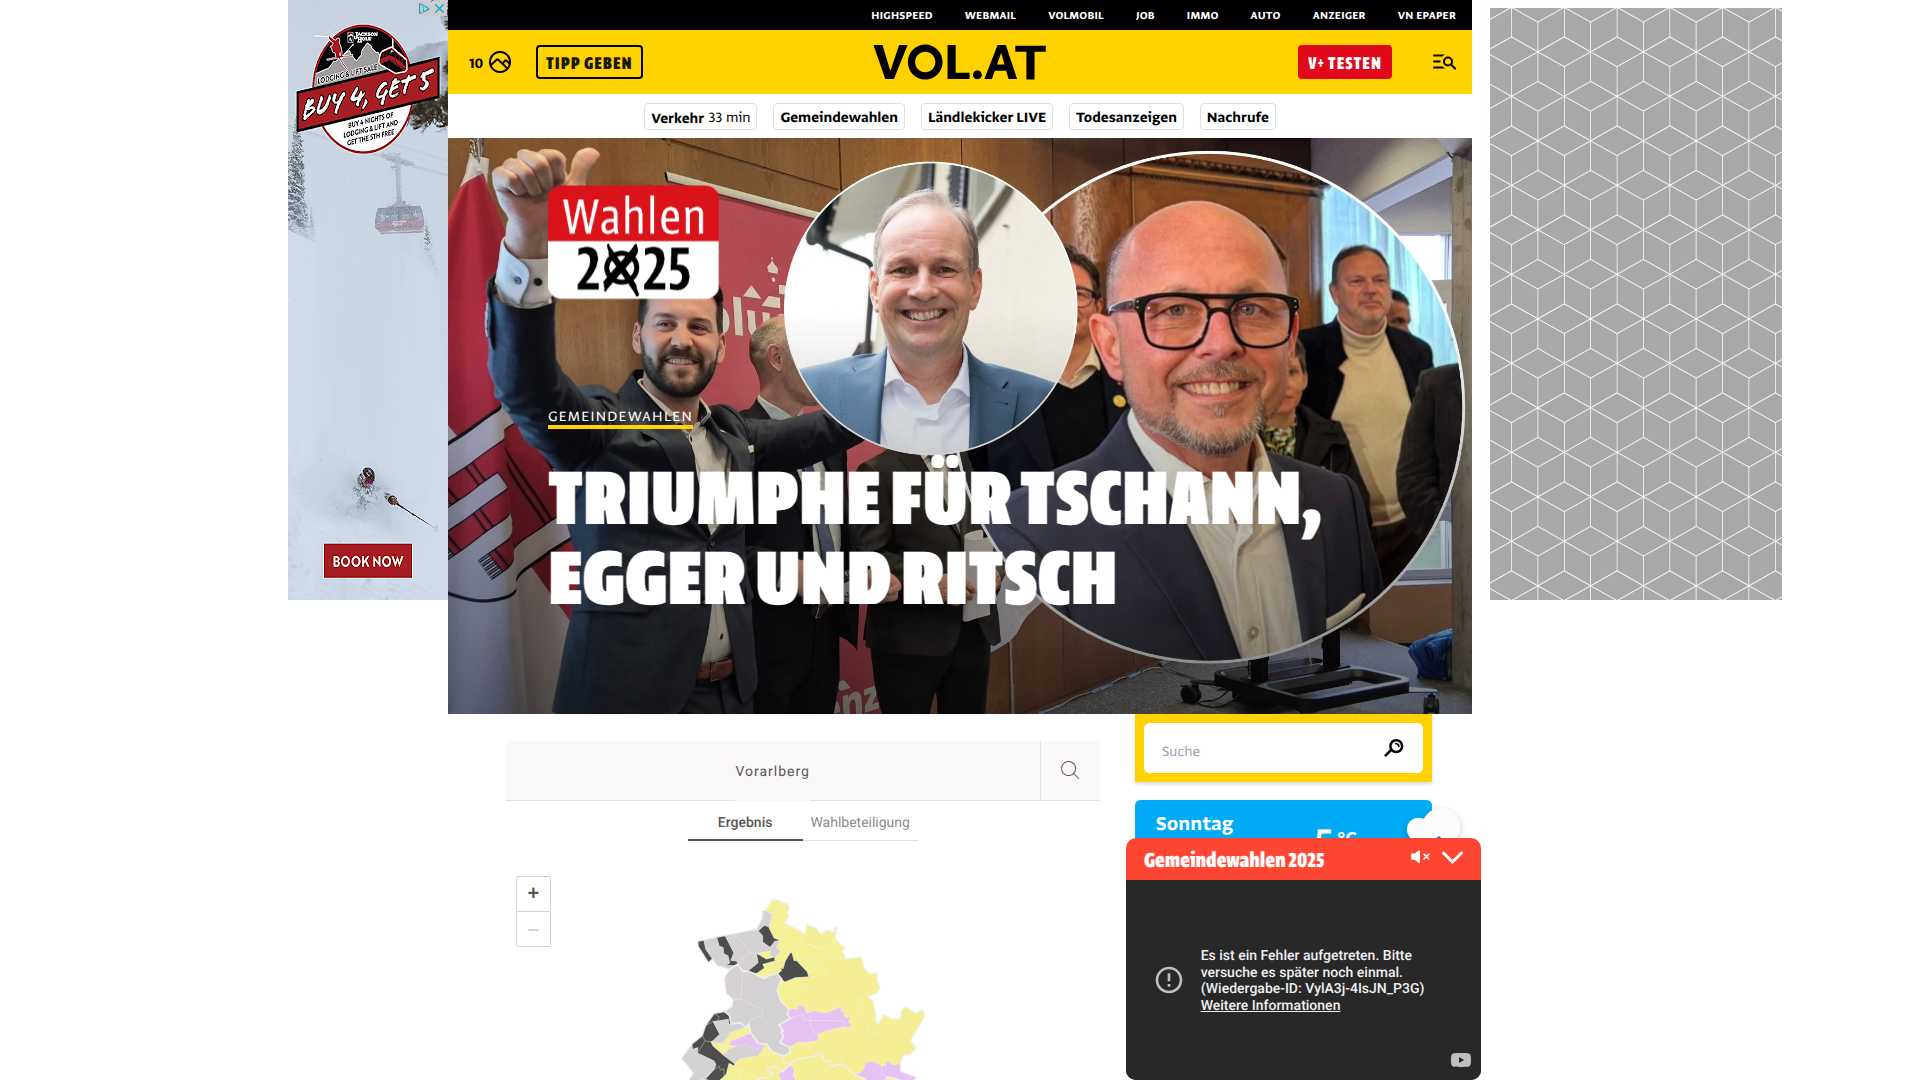 HIGHSPEED WEBMAIL VOLMOBIL JOB IMMO AUTO ANZEIGER VN EPAPER
10 TIPP GEBEN VOL.AT V+ TESTEN
Verkehr 33 min Gemeindewahlen Ländlekicker LIVE Todesanzeigen Nachrufe
JACKSON HOLE
LODGING & LIFT SALE
BUY 4, GET 5
BUY 4 NIGHTS OF
LODGING & LIFT AND
GET THE 5TH FREE
BOOK NOW
Wahlen
2025
GEMEINDEWAHLEN
TRIUMPHE FÜR TSCHANN,
EGGER UND RITSCH
Vorarlberg
Ergebnis Wahlbeteiligung
+
−
Suche
Sonntag
5 °C
Gemeindewahlen 2025
Es ist ein Fehler aufgetreten. Bitte
versuche es später noch einmal.
(Wiedergabe-ID: VylA3j-4IsJN_P3G)
Weitere Informationen